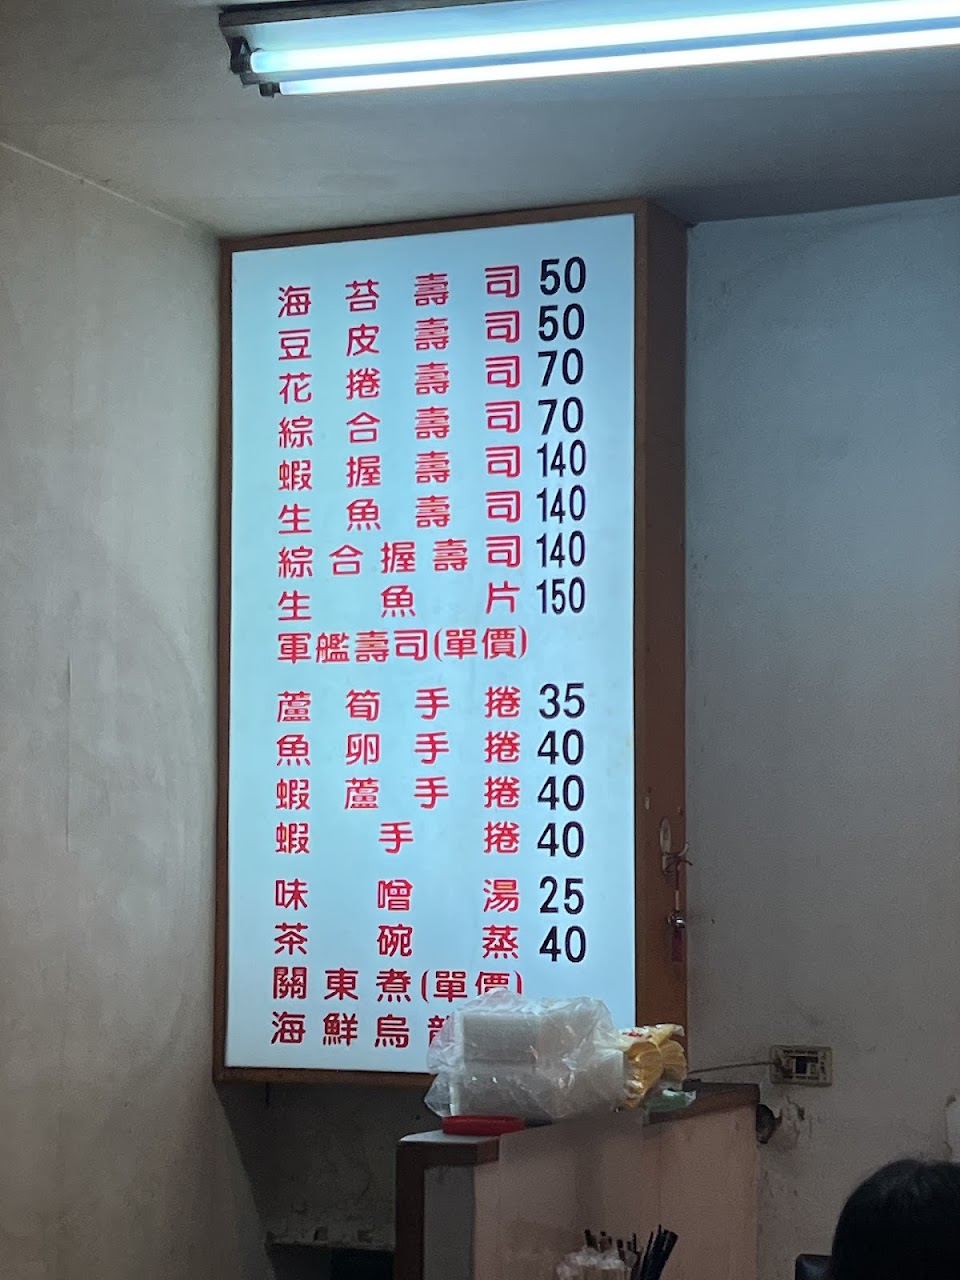 海苔壽司 50
豆皮壽司 50
花捲壽司 70
綜合壽司 70
蝦握壽司 140
生魚壽司 140
綜合握壽司 140
生魚片 150
軍艦壽司(單價)
蘆筍手捲 35
魚卵手捲 40
蝦蘆手捲 40
蝦手捲 40
味噌湯 25
茶碗蒸 40
關東煮(單價)
海鮮烏